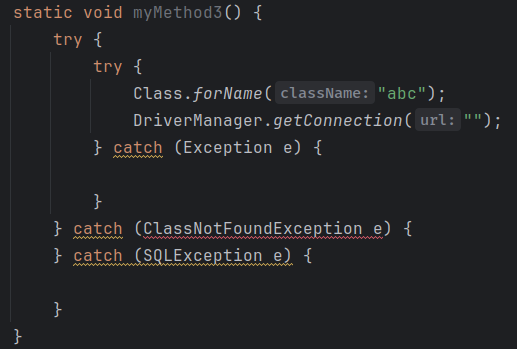 static void myMethod3() {
    try {
        try {
            Class.forName( className: "abc");
            DriverManager.getConnection( url: "");
        } catch (Exception e) {

        }
    } catch (ClassNotFoundException e) {
    } catch (SQLException e) {

    }
}